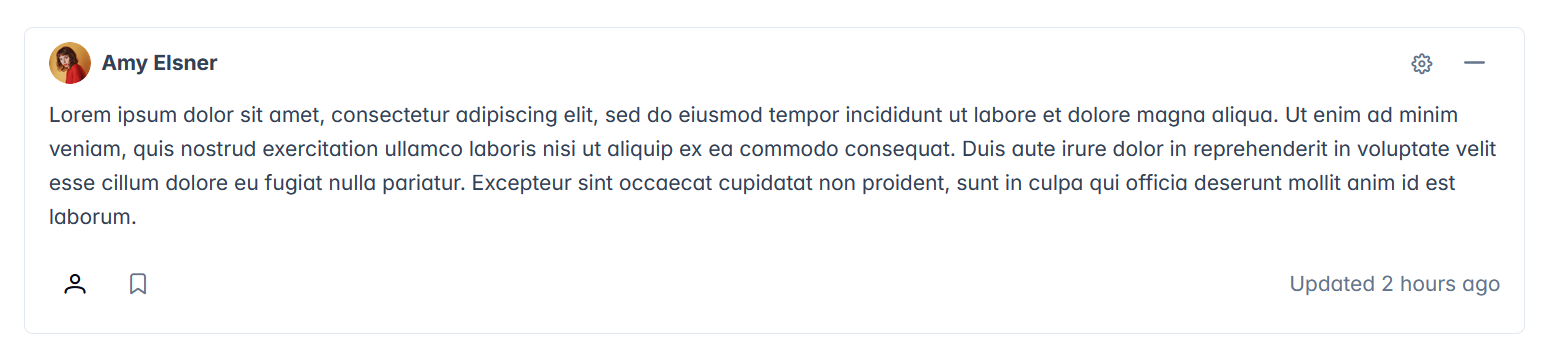 Amy Elsner
Lorem ipsum dolor sit amet, consectetur adipiscing elit, sed do eiusmod tempor incididunt ut labore et dolore magna aliqua. Ut enim ad minim
veniam, quis nostrud exercitation ullamco laboris nisi ut aliquip ex ea commodo consequat. Duis aute irure dolor in reprehenderit in voluptate velit
esse cillum dolore eu fugiat nulla pariatur. Excepteur sint occaecat cupidatat non proident, sunt in culpa qui officia deserunt mollit anim id est
laborum.
Updated 2 hours ago